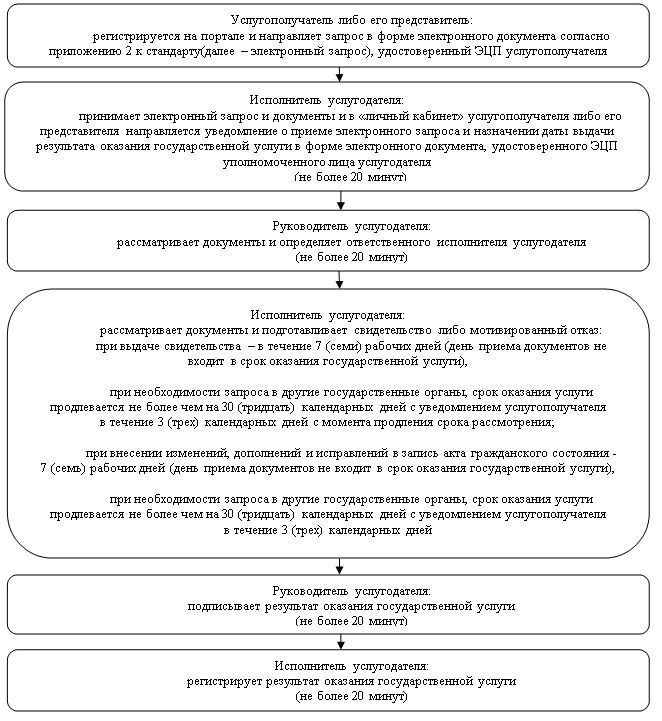 Услугополучатель либо его представитель:
регистрируется на портале и направляет запрос в форме электронного документа согласно
приложению 2 к стандарту(далее – электронный запрос), удостоверенный ЭЦП услугополучателя
Исполнитель услугодателя:
принимает электронный запрос и документы и в «личный кабинет» услугополучателя либо его
представителя направляется уведомление о приеме электронного запроса и назначении даты выдачи
результата оказания государственной услуги в форме электронного документа, удостоверенного ЭЦП
уполномоченного лица услугодателя
(не более 20 минут)
Руководитель услугодателя:
рассматривает документы и определяет ответственного исполнителя услугодателя
(не более 20 минут)
Исполнитель услугодателя:
рассматривает документы и подготавливает свидетельство либо мотивированный отказ:
при выдаче свидетельства – в течение 7 (семи) рабочих дней (день приема документов не
входит в срок оказания государственной услуги),
при необходимости запроса в другие государственные органы, срок оказания услуги
продлевается не более чем на 30 (тридцать) календарных дней с уведомлением услугополучателя
в течение 3 (трех) календарных дней с момента продления срока рассмотрения;
при внесении изменений, дополнений и исправлений в запись акта гражданского состояния -
7 (семь) рабочих дней (день приема документов не входит в срок оказания государственной услуги),
при необходимости запроса в другие государственные органы, срок оказания услуги
продлевается не более чем на 30 (тридцать) календарных дней с уведомлением услугополучателя
в течение 3 (трех) календарных дней
Руководитель услугодателя:
подписывает результат оказания государственной услуги
(не более 20 минут)
Исполнитель услугодателя:
регистрирует результат оказания государственной услуги
(не более 20 минут)